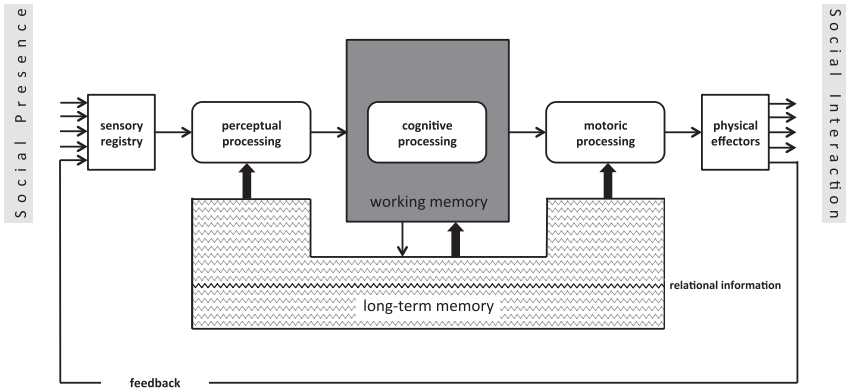 Social Presence
Social Interaction
sensory
registry
perceptual
processing
cognitive
processing
motoric
processing
physical
effectors
working memory
relational information
long-term memory
feedback